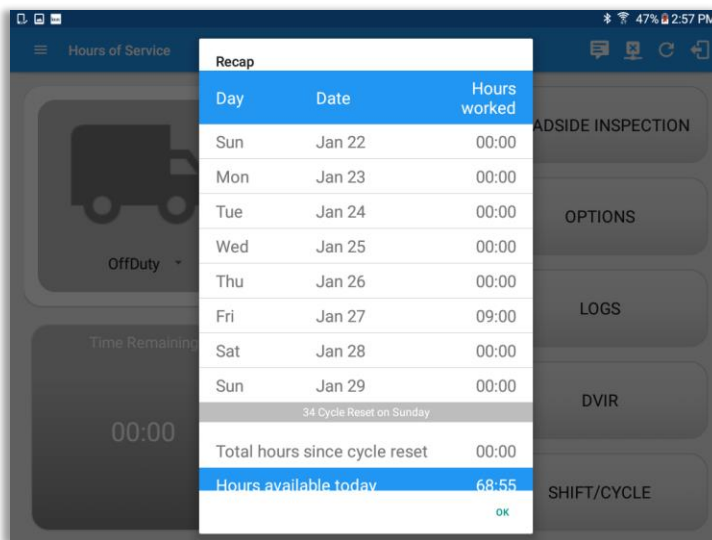 47% 2:57 PM
Hours of Service
Recap
Day Date Hours worked
Sun Jan 22 00:00
Mon Jan 23 00:00
Tue Jan 24 00:00
Wed Jan 25 00:00
Thu Jan 26 00:00
Fri Jan 27 09:00
Sat Jan 28 00:00
Sun Jan 29 00:00
34 Cycle Reset on Sunday
Total hours since cycle reset 00:00
Hours available today 68:55
OK
OffDuty
Time Remaining
00:00
ADSIDE INSPECTION
OPTIONS
LOGS
DVIR
SHIFT/CYCLE